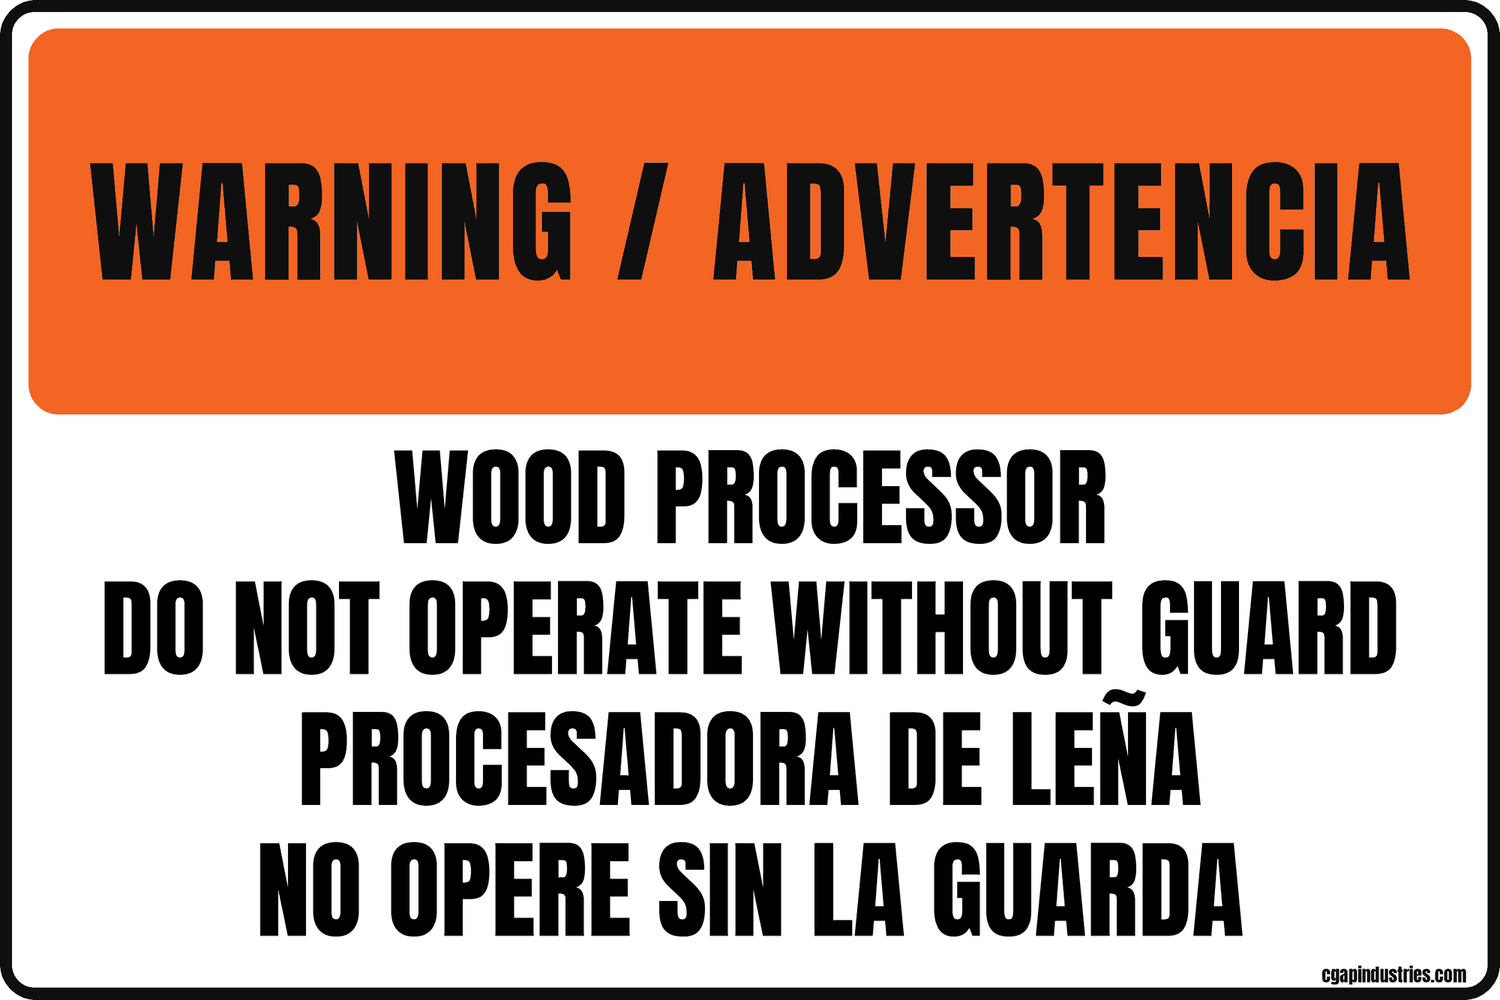 WARNING / ADVERTENCIA
WOOD PROCESSOR
DO NOT OPERATE WITHOUT GUARD
PROCESADORA DE LEÑA
NO OPERE SIN LA GUARDA
cgapindustries.com